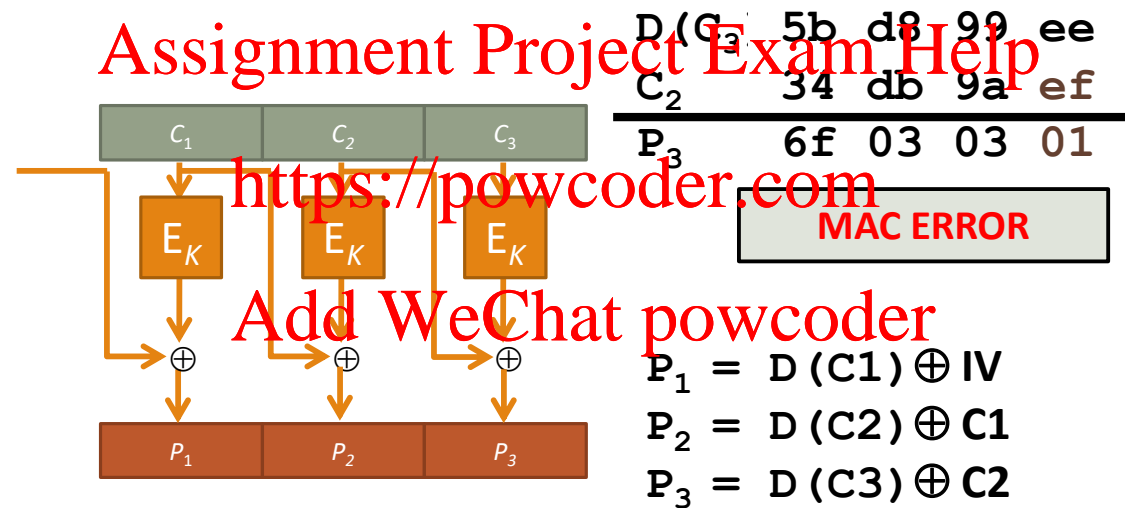 Assignment Project Exam Help
D(C3) 5b d8 99 ee
C2 34 db 9a ef
P3 6f 03 03 01
C1 C2 C3
https://powcoder.com
EK EK EK
MAC ERROR
Add WeChat powcoder
⊕ ⊕ ⊕
P1 = D(C1)⊕IV
P2 = D(C2)⊕C1
P3 = D(C3)⊕C2
P1 P2 P3